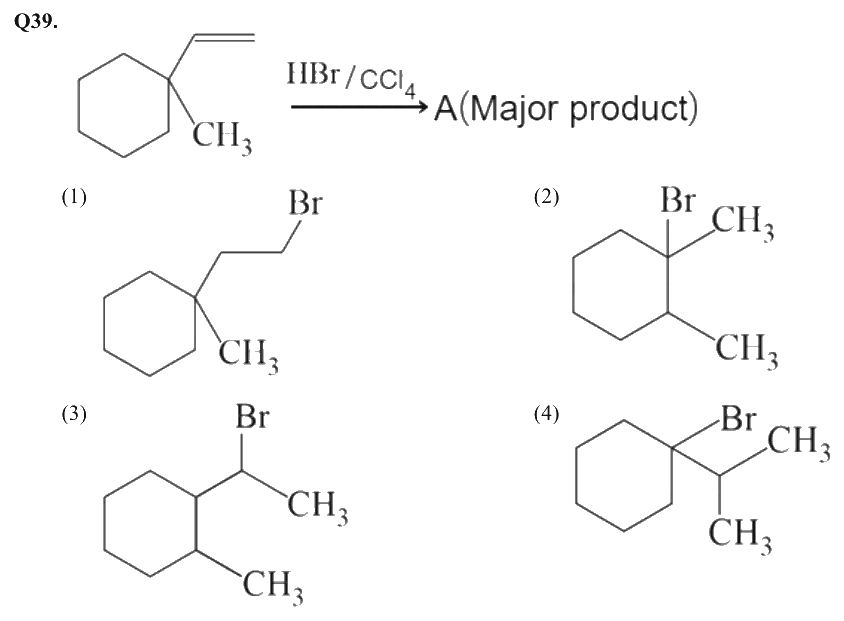 Q39.
HBr/CCl₄
CH₃
A(Major product)
(1)
Br
CH₃
(2)
Br
CH₃
CH₃
(3)
Br
CH₃
CH₃
(4)
Br
CH₃
CH₃